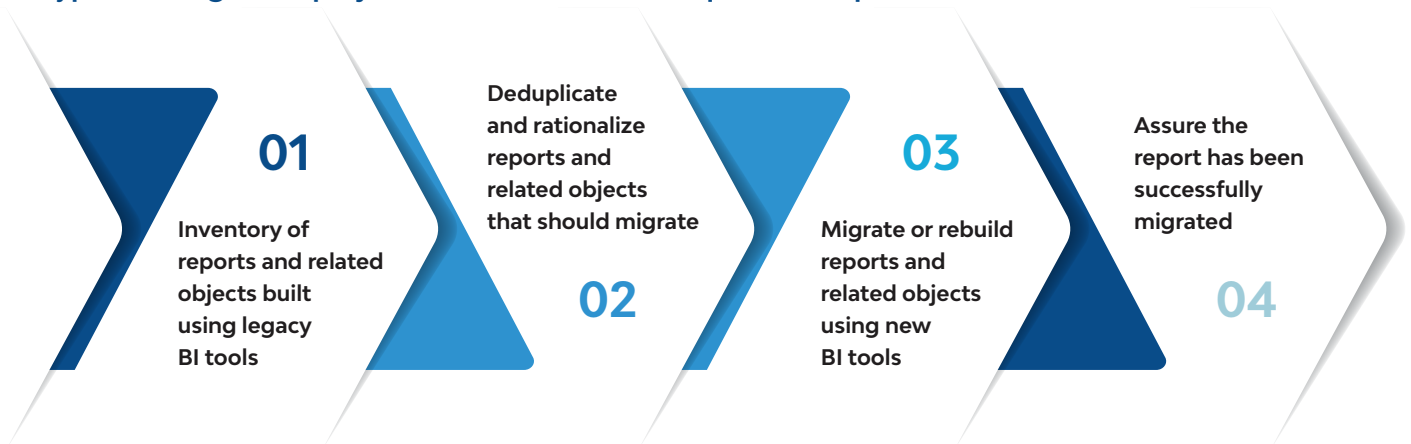 01
Inventory of
reports and related
objects built
using legacy
BI tools
Deduplicate
and rationalize
reports and
related objects
that should migrate
02
03
Migrate or rebuild
reports and
related objects
using new
BI tools
Assure the
report has been
successfully
migrated
04